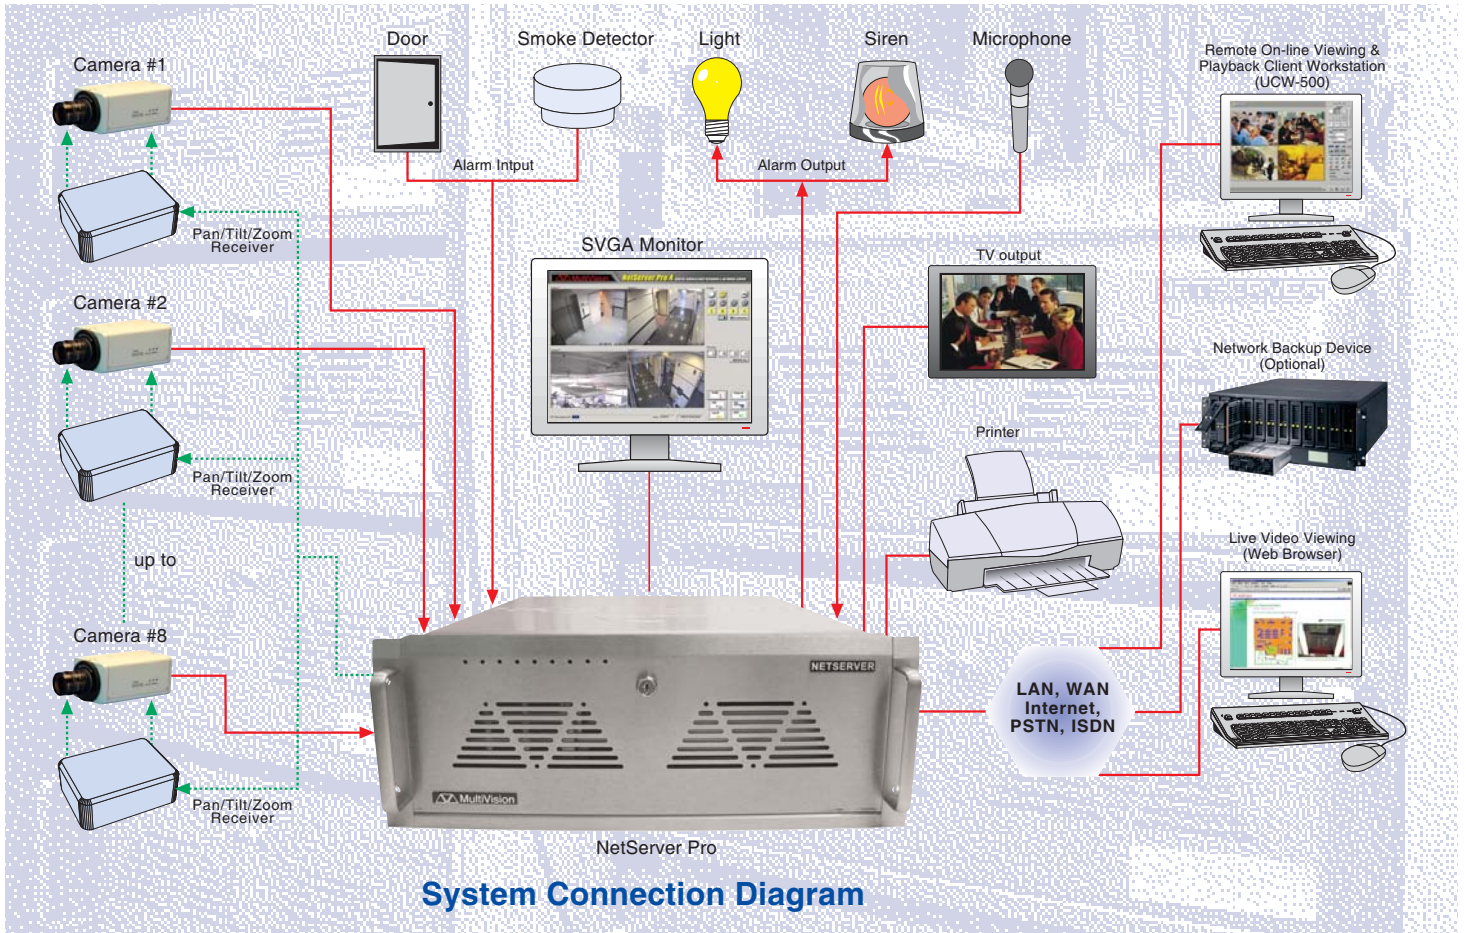 Door
Smoke Detector
Light
Siren
Microphone
Remote On-line Viewing &
Playback Client Workstation
(UCW-500)
Camera #1
Alarm Intput
Alarm Output
Pan/Tilt/Zoom
Receiver
SVGA Monitor
MultiVision
NetServer Pro
TV output
Camera #2
Network Backup Device
(Optional)
Printer
Pan/Tilt/Zoom
Receiver
up to
Live Video Viewing
(Web Browser)
Camera #8
NETSERVER
LAN, WAN
Internet,
PSTN, ISDN
Pan/Tilt/Zoom
Receiver
MultiVision
NetServer Pro
System Connection Diagram